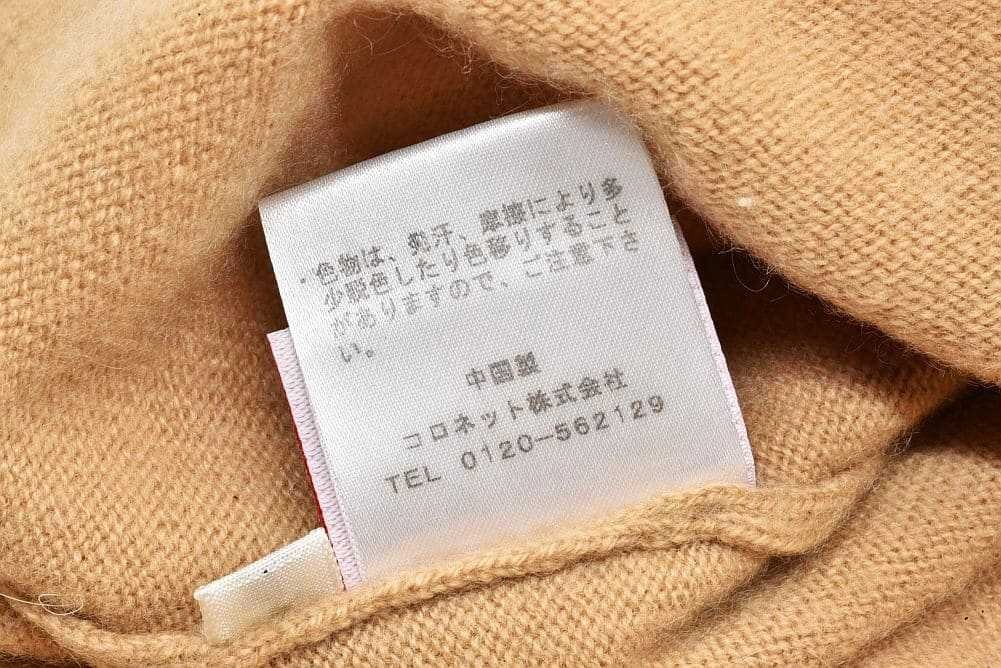 ・色物は、発汗、摩擦により多
少脱色したり色移りすること
がありますので、ご注意下さ
い。
中国製
コロネット株式会社
TEL 0120-562129